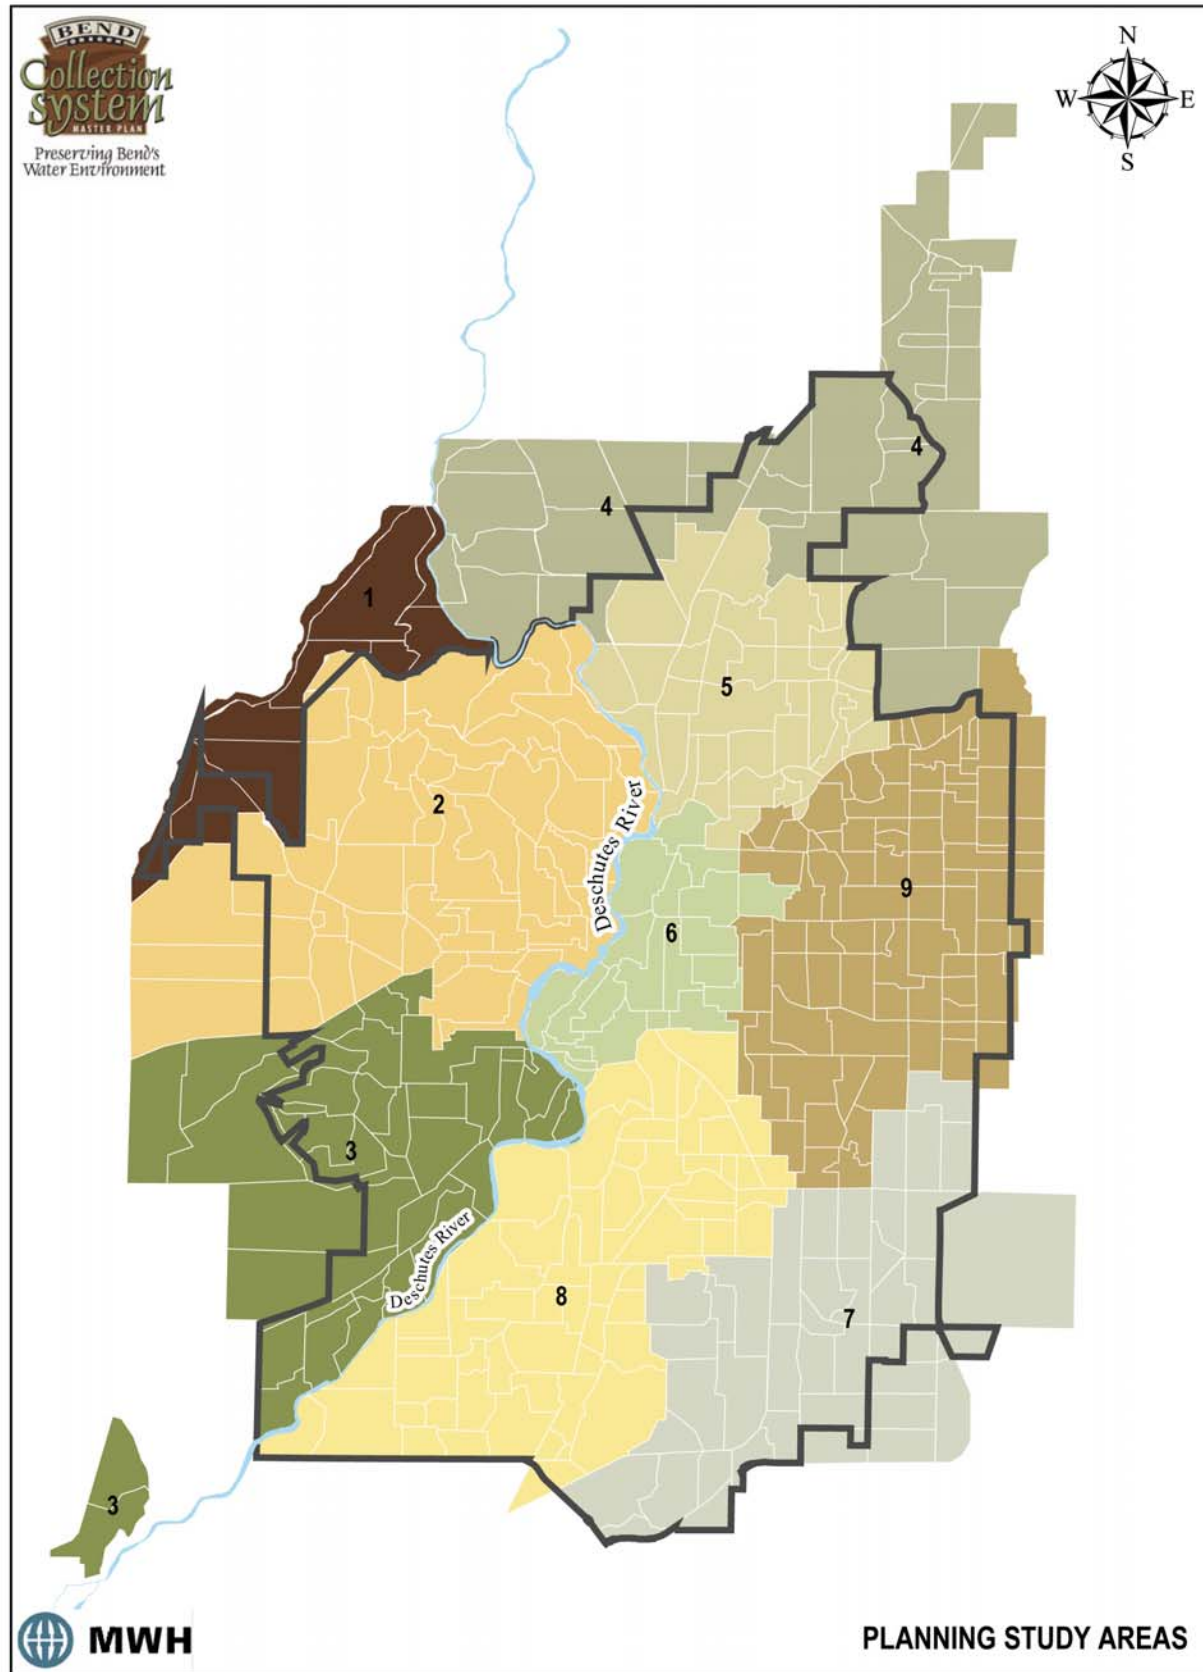 BEND
OREGON
Collection
system
MASTER PLAN
Preserving Bend's
Water Environment
N
W
E
S
4
4
1
5
2
Deschutes River
9
6
3
Deschutes River
8
7
3
MWH
PLANNING STUDY AREAS